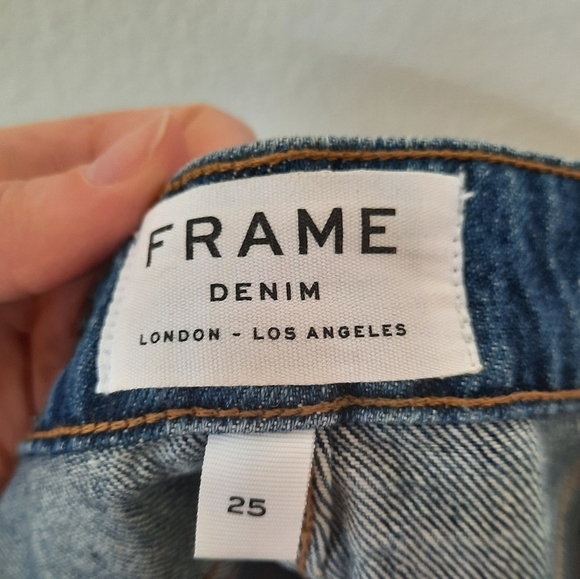 FRAME
DENIM
LONDON - LOS ANGELES
25